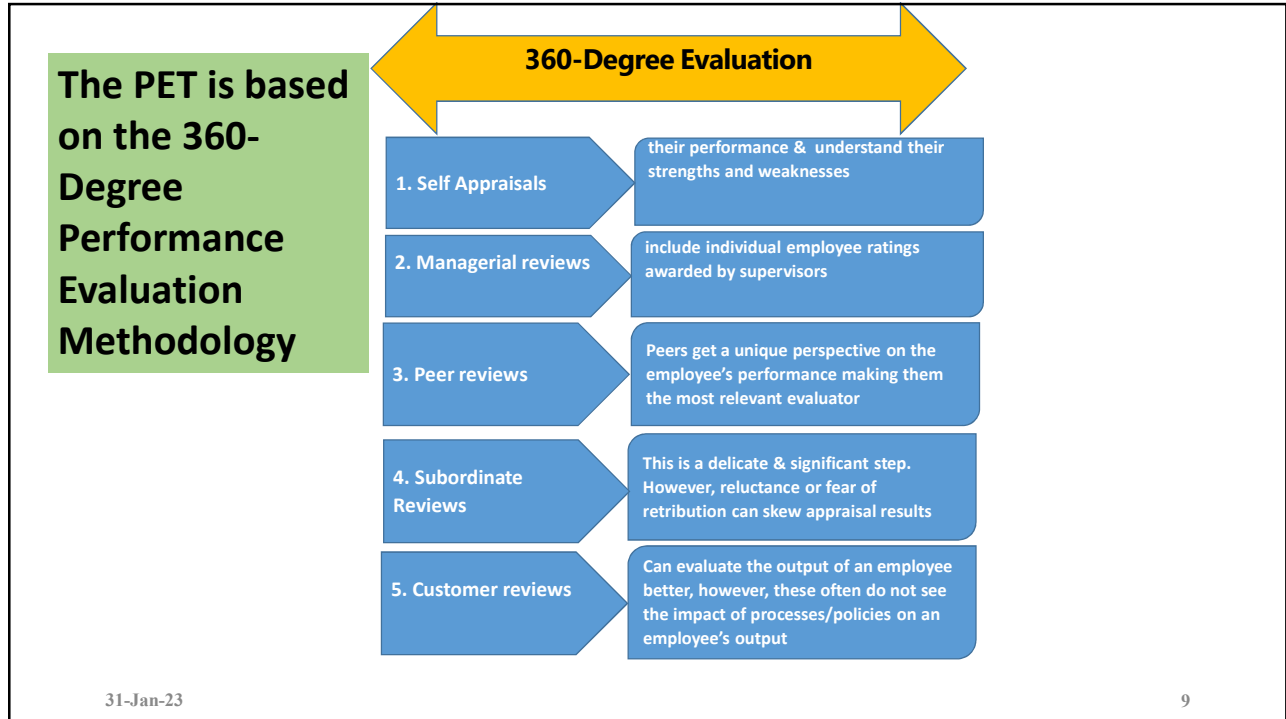 The PET is based
on the 360-
Degree
Performance
Evaluation
Methodology
360-Degree Evaluation
1. Self Appraisals
their performance & understand their
strengths and weaknesses
2. Managerial reviews
include individual employee ratings
awarded by supervisors
3. Peer reviews
Peers get a unique perspective on the
employee’s performance making them
the most relevant evaluator
4. Subordinate
Reviews
This is a delicate & significant step.
However, reluctance or fear of
retribution can skew appraisal results
5. Customer reviews
Can evaluate the output of an employee
better, however, these often do not see
the impact of processes/policies on an
employee’s output
31-Jan-23
9